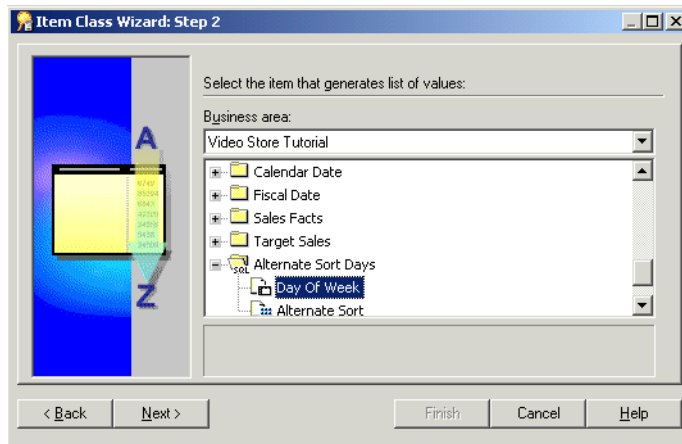 Item Class Wizard: Step 2
Select the item that generates list of values:
Business area:
Video Store Tutorial
Calendar Date
Fiscal Date
Sales Facts
Target Sales
Alternate Sort Days
Day Of Week
Alternate Sort
A
Z
SQL
< Back
Next >
Finish
Cancel
Help